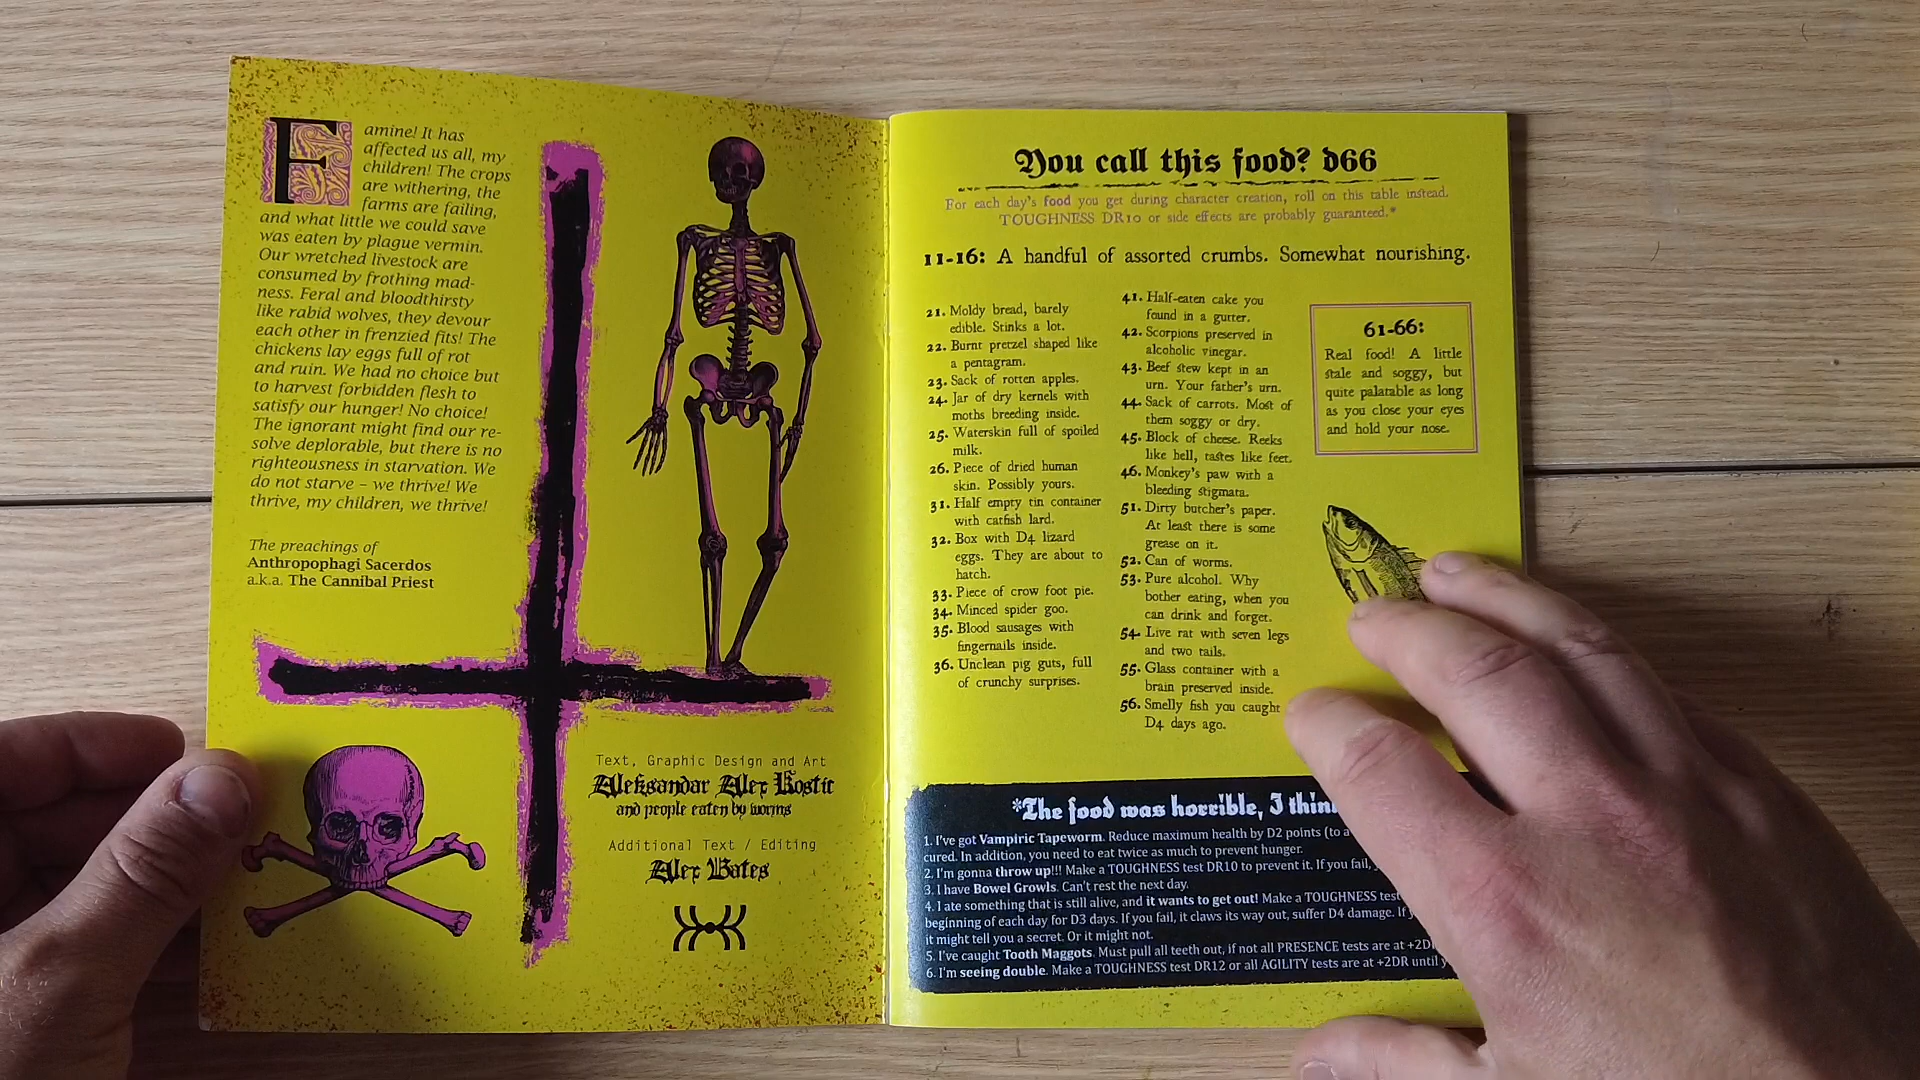 Famine! It has
affected us all, my
children! The crops
are withering, the
farms are failing,
and what little we could save
was eaten by plague vermin.
Our wretched livestock are
consumed by frothing mad-
ness. Feral and bloodthirsty
like rabid wolves, they devour
each other in frenzied fits! The
chickens lay eggs full of rot
and ruin. We had no choice but
to harvest forbidden flesh to
satisfy our hunger! No choice!
The ignorant might find our re-
solve deplorable, but there is no
righteousness in starvation. We
do not starve – we thrive! We
thrive, my children, we thrive!
The preachings of
Anthropophagi Sacerdos
a.k.a. The Cannibal Priest
Text, Graphic Design and Art
Aleksandar Alex Kostic
and people eaten by worms
Additional Text / Editing
Alex Bates
You call this food? d66
For each day's food you get during character creation, roll on this table instead.
TOUGHNESS DR10 or side effects are probably guaranteed.*
11-16: A handful of assorted crumbs. Somewhat nourishing.
21. Moldy bread, barely
edible. Stinks a lot.
22. Burnt pretzel shaped like
a pentagram.
23. Sack of rotten apples.
24. Jar of dry kernels with
moths breeding inside.
25. Waterskin full of spoiled
milk.
26. Piece of dried human
skin. Possibly yours.
31. Half empty tin container
with catfish lard.
32. Box with D4 lizard
eggs. They are about to
hatch.
33. Piece of crow foot pie.
34. Minced spider goo.
35. Blood sausages with
fingernails inside.
36. Unclean pig guts, full
of crunchy surprises.
41. Half-eaten cake you
found in a gutter.
42. Scorpions preserved in
alcoholic vinegar.
43. Beef stew kept in an
urn. Your father's urn.
44. Sack of carrots. Most of
them soggy or dry.
45. Block of cheese. Reeks
like hell, tastes like feet.
46. Monkey's paw with a
bleeding stigmata.
51. Dirty butcher's paper.
At least there is some
grease on it.
52. Can of worms.
53. Pure alcohol. Why
bother eating, when you
can drink and forget.
54. Live rat with seven legs
and two tails.
55. Glass container with a
brain preserved inside.
56. Smelly fish you caught
D4 days ago.
61-66:
Real food! A little
stale and soggy, but
quite palatable as long
as you close your eyes
and hold your nose.
*The food was horrible, I
1. I've got Vampiric Tapeworm. Reduce maximum health by D2 points (to a
cured. In addition, you need to eat twice as much to prevent hunger.
2. I'm gonna throw up!!! Make a TOUGHNESS test DR10 to prevent it. If you fail,
3. I have Bowel Growls. Can't rest the next day.
4. I ate something that is still alive, and it wants to get out! Make a TOUGHNESS test
beginning of each day for D3 days. If you fail, it claws its way out, suffer D4 damage. If
it might tell you a secret. Or it might not.
5. I've caught Tooth Maggots. Must pull all teeth out, if not all PRESENCE tests are at
6. I'm seeing double. Make a TOUGHNESS test DR12 or all AGILITY tests are at +2DR until